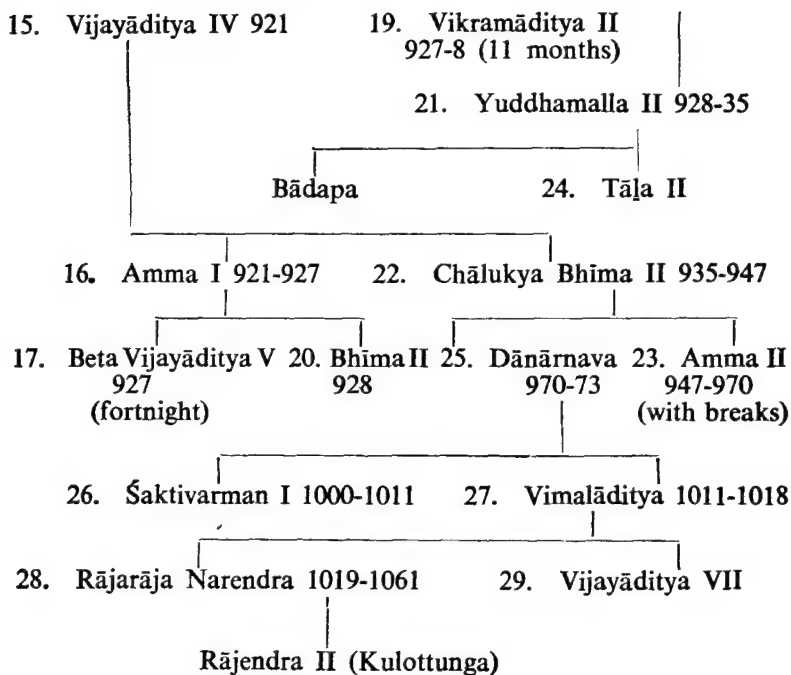 15. Vijayāditya IV 921 19. Vikramāditya II
927-8 (11 months)
21. Yuddhamalla II 928-35
Bādapa 24. Tāḻa II
16. Amma I 921-927 22. Chālukya Bhīma II 935-947
17. Beta Vijayāditya V 20. Bhīma II 25. Dānārnava 23. Amma II
927 928 970-73 947-970
(fortnight) (with breaks)
26. Śaktivarman I 1000-1011 27. Vimalāditya 1011-1018
28. Rājarāja Narendra 1019-1061 29. Vijayāditya VII
Rājendra II (Kulottunga)